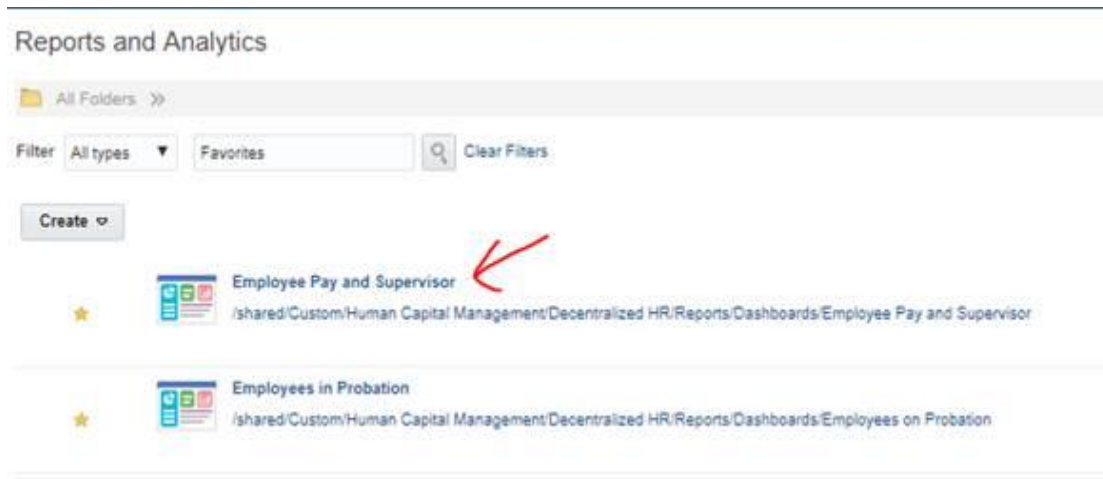 Reports and Analytics
All Folders »
Filter All types ▼ Favorites Clear Filters
Create
Employee Pay and Supervisor
/shared/Custom/Human Capital Management/Decentralized HR/Reports/Dashboards/Employee Pay and Supervisor
Employees in Probation
/shared/Custom/Human Capital Management/Decentralized HR/Reports/Dashboards/Employees on Probation